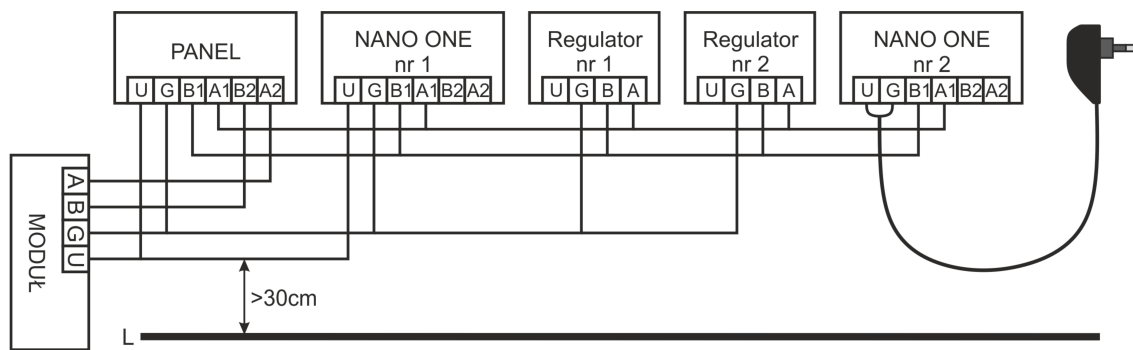 PANEL
U G B1 A1 B2 A2
NANO ONE
nr 1
U G B1 A1 B2 A2
Regulator
nr 1
U G B A
Regulator
nr 2
U G B A
NANO ONE
nr 2
U G B1 A1 B2 A2
MODUŁ
A
B
G
U
>30cm
L